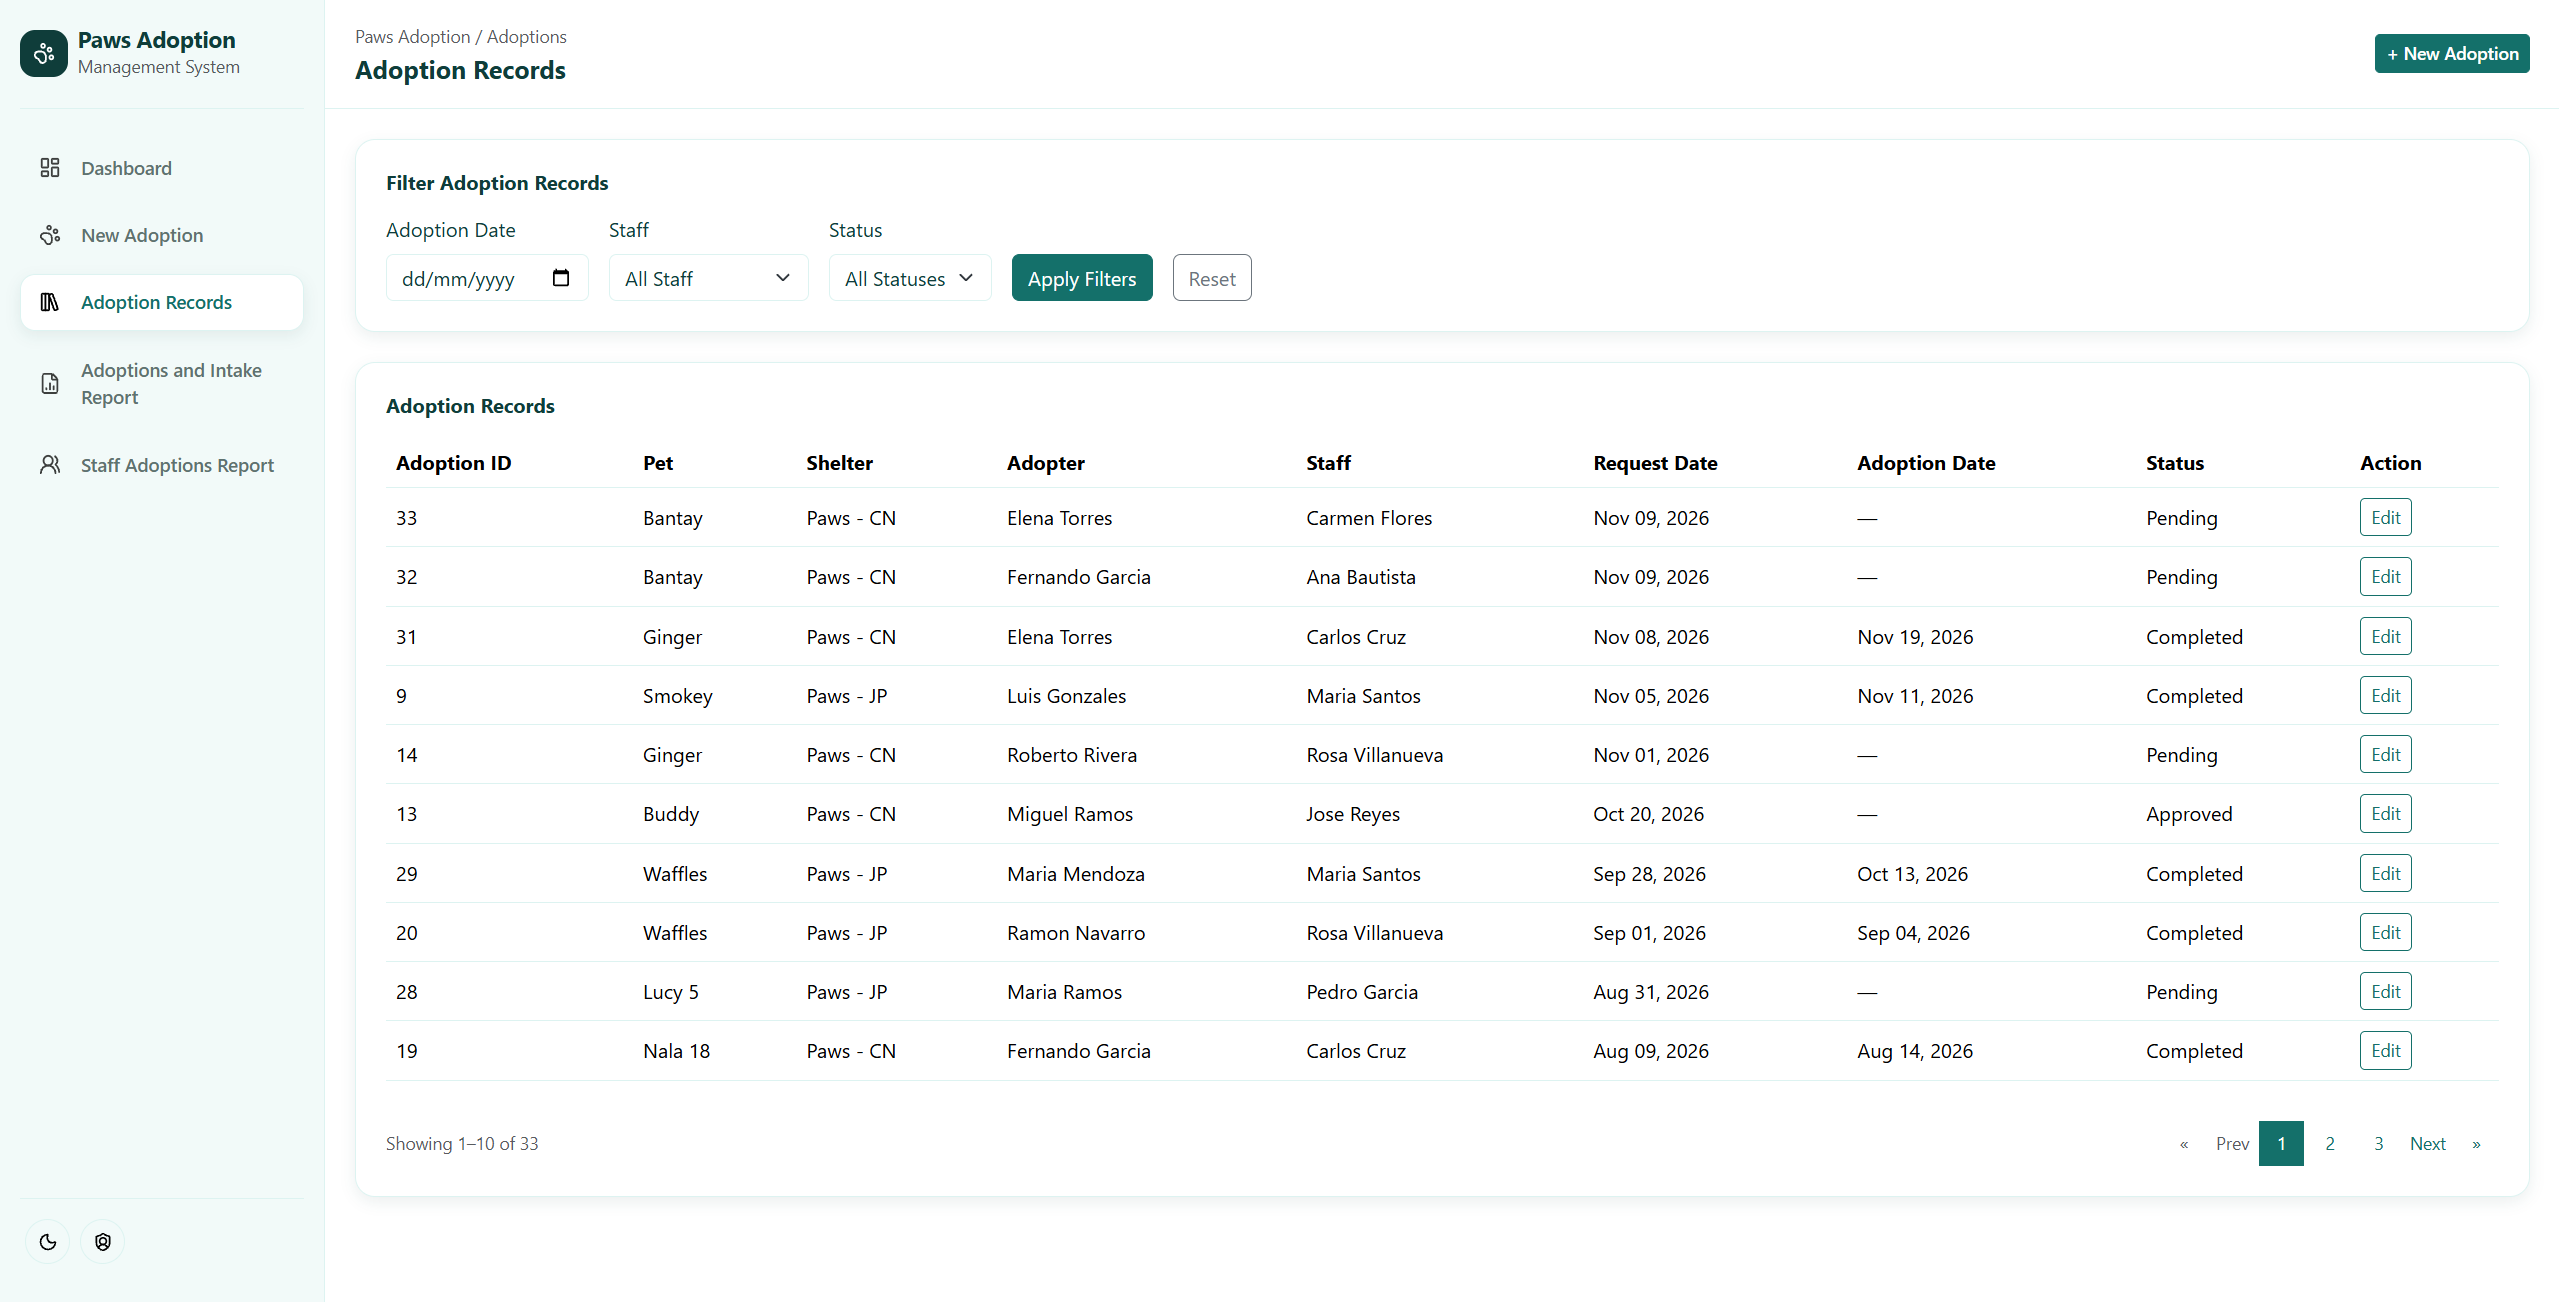 Paws Adoption
Management System
Dashboard
New Adoption
Adoption Records
Adoptions and Intake
Report
Staff Adoptions Report
Paws Adoption / Adoptions
Adoption Records
+ New Adoption
Filter Adoption Records
Adoption Date Staff Status
dd/mm/yyyy All Staff All Statuses Apply Filters Reset
Adoption Records
Adoption ID Pet Shelter Adopter Staff Request Date Adoption Date Status Action
33 Bantay Paws - CN Elena Torres Carmen Flores Nov 09, 2026 — Pending Edit
32 Bantay Paws - CN Fernando Garcia Ana Bautista Nov 09, 2026 — Pending Edit
31 Ginger Paws - CN Elena Torres Carlos Cruz Nov 08, 2026 Nov 19, 2026 Completed Edit
9 Smokey Paws - JP Luis Gonzales Maria Santos Nov 05, 2026 Nov 11, 2026 Completed Edit
14 Ginger Paws - CN Roberto Rivera Rosa Villanueva Nov 01, 2026 — Pending Edit
13 Buddy Paws - CN Miguel Ramos Jose Reyes Oct 20, 2026 — Approved Edit
29 Waffles Paws - JP Maria Mendoza Maria Santos Sep 28, 2026 Oct 13, 2026 Completed Edit
20 Waffles Paws - JP Ramon Navarro Rosa Villanueva Sep 01, 2026 Sep 04, 2026 Completed Edit
28 Lucy 5 Paws - JP Maria Ramos Pedro Garcia Aug 31, 2026 — Pending Edit
19 Nala 18 Paws - CN Fernando Garcia Carlos Cruz Aug 09, 2026 Aug 14, 2026 Completed Edit
Showing 1–10 of 33 « Prev 1 2 3 Next »